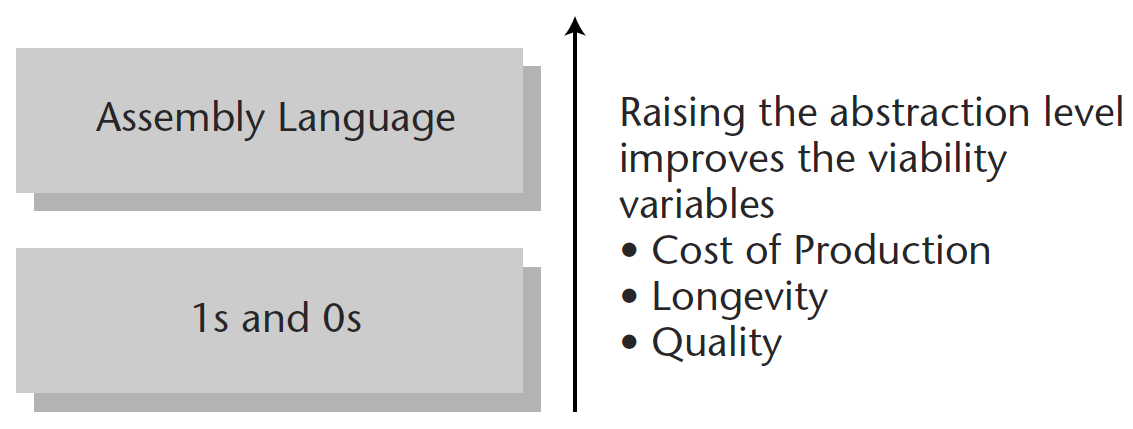 Assembly Language
1s and 0s
Raising the abstraction level
improves the viability
variables
• Cost of Production
• Longevity
• Quality